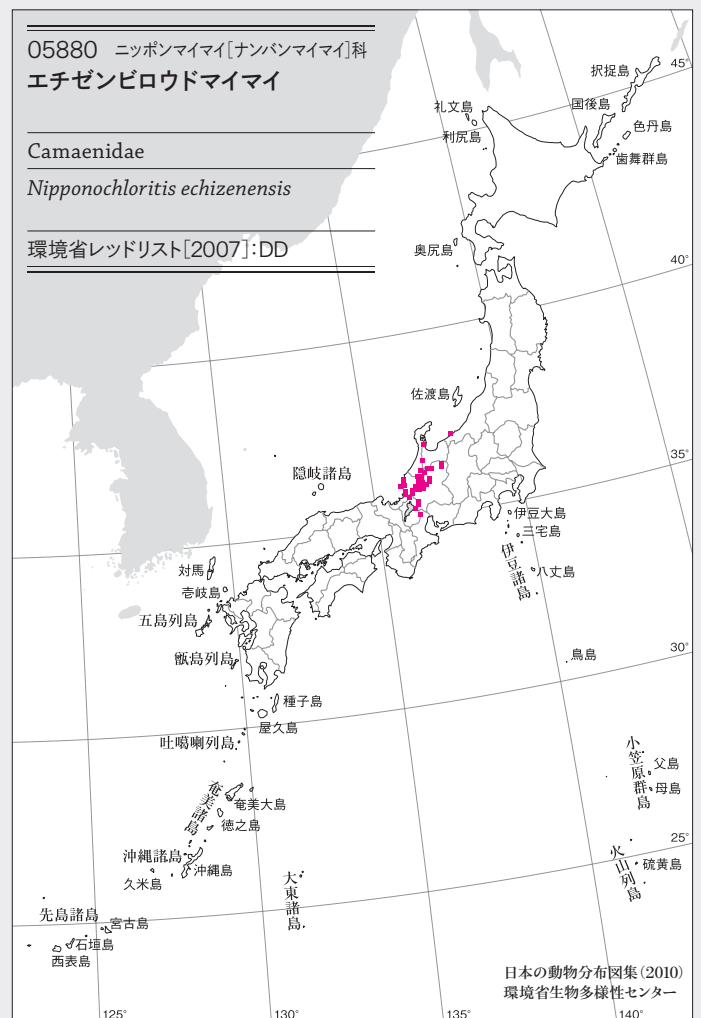 05880 ニッポンマイマイ[ナンバンマイマイ]科
エチゼンビロウドマイマイ
Camaenidae
Nipponochloritis echizenensis
環境省レッドリスト[2007]:DD
45°
択捉島
国後島
礼文島
色丹島
利尻島
歯舞群島
奥尻島
40°
佐渡島
35°
隠岐諸島
伊豆大島
三宅島
伊豆諸島
八丈島
対馬
壱岐島
五島列島
甑島列島
30°
鳥島
種子島
屋久島
吐噶喇列島
小笠原群島
父島
母島
奄美諸島
奄美大島
徳之島
25°
沖縄諸島
沖縄島
久米島
火山列島
硫黄島
大東諸島
先島諸島
宮古島
石垣島
西表島
日本の動物分布図集(2010)
環境省生物多様性センター
125°
130°
135°
140°